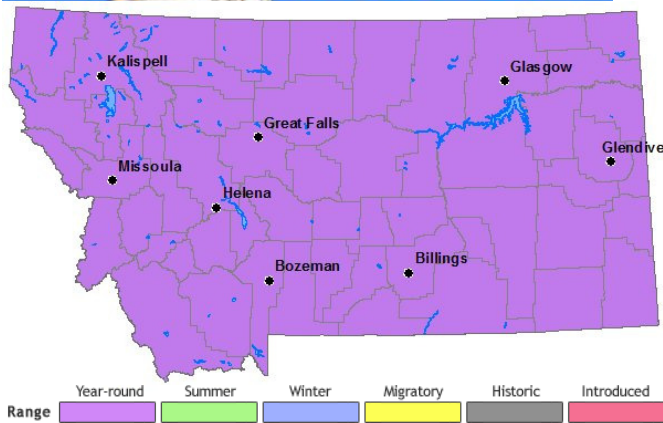 Kalispell
Glasgow
Great Falls
Glendive
Missoula
Helena
Bozeman
Billings
Year-round Summer Winter Migratory Historic Introduced
Range